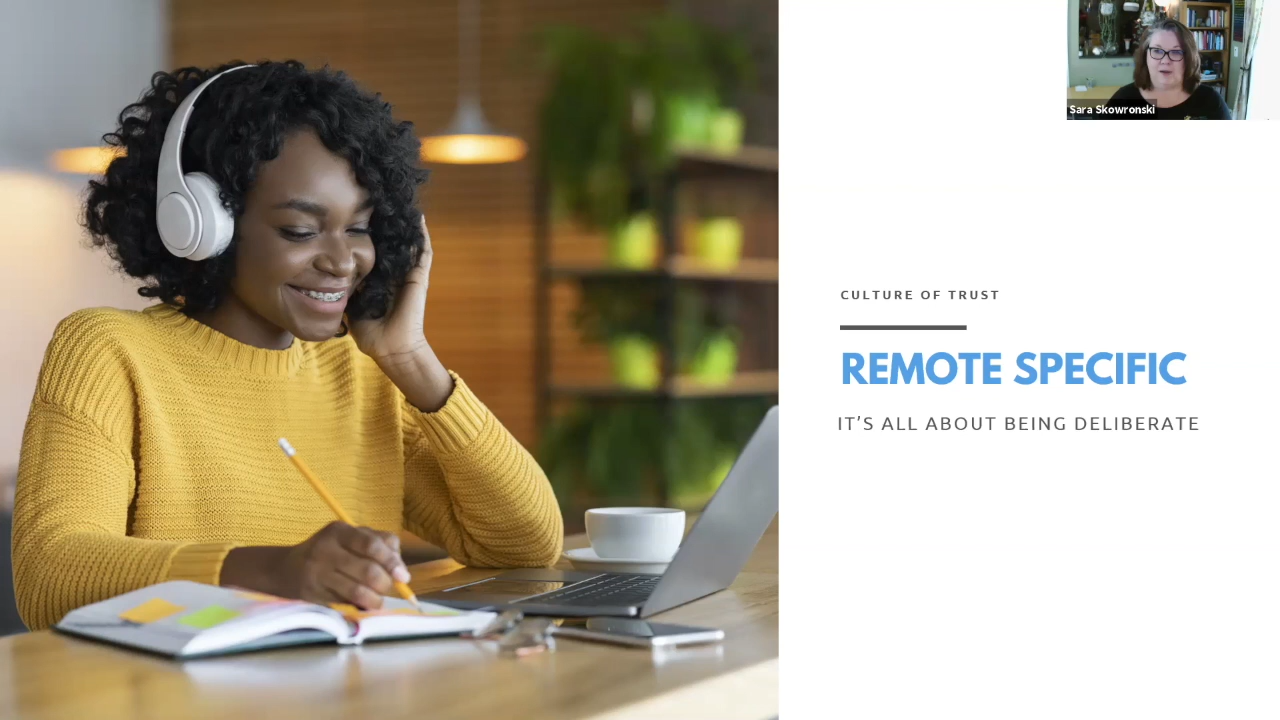 Sara Skowronski
CULTURE OF TRUST
REMOTE SPECIFIC
IT’S ALL ABOUT BEING DELIBERATE